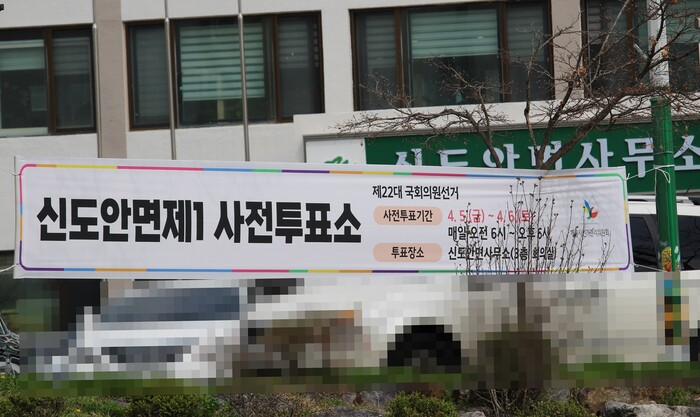 신도안면사무소
신도안면제1 사전투표소
제22대 국회의원선거
사전투표기간 4. 5.(금) ~ 4. 6.(토)
매일 오전 6시 ~ 오후 6시
투표장소 신도안면사무소(3층 회의실)